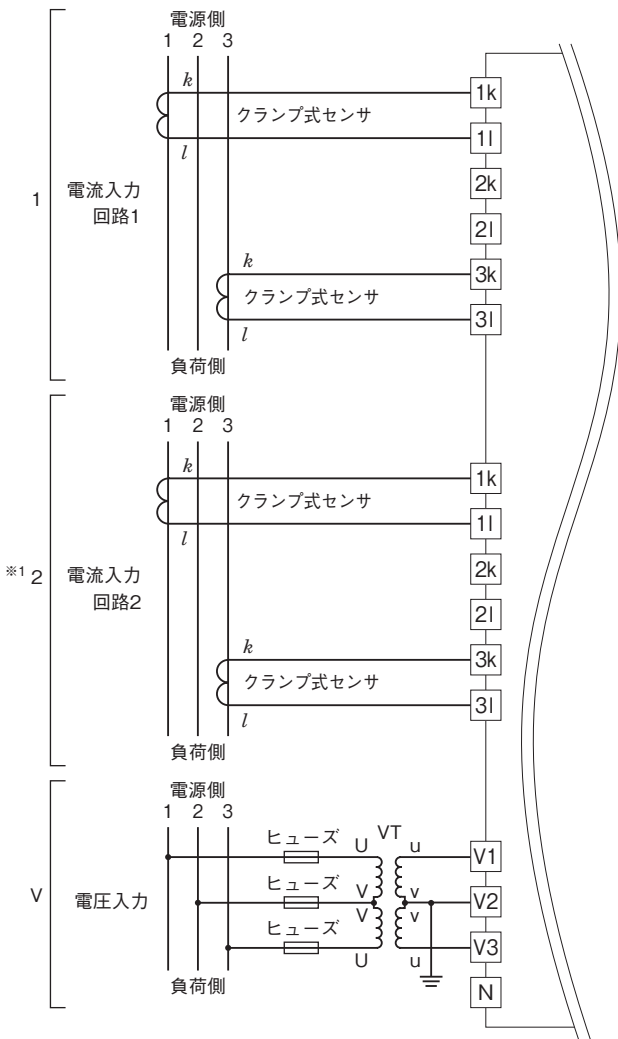 電源側
1 2 3
k
クランプ式センサ
l
1k
1l
2k
2l
1
電流入力
回路1
k
クランプ式センサ
l
3k
3l
負荷側
電源側
1 2 3
k
クランプ式センサ
l
1k
1l
2k
2l
※1 2
電流入力
回路2
k
クランプ式センサ
l
3k
3l
負荷側
電源側
1 2 3
ヒューズ U VT u V1
V 電圧入力 ヒューズ V v V2
V v
ヒューズ U u V3
負荷側
N